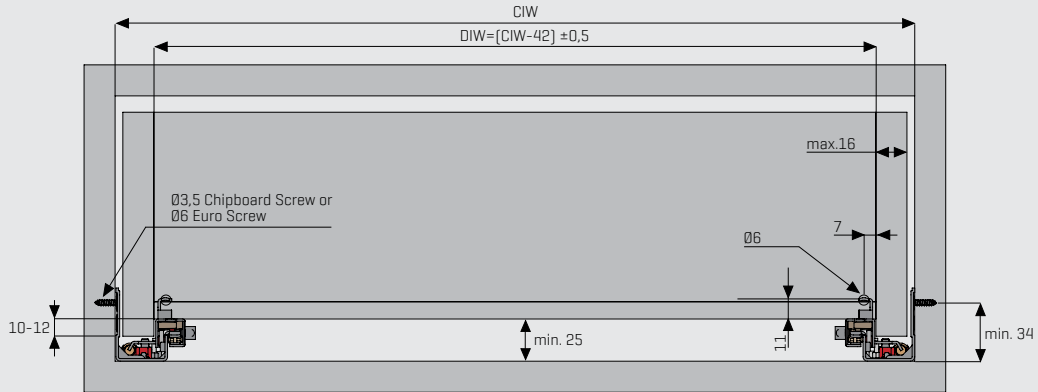 CIW
DIW=[CIW-42] ±0,5
max.16
Ø3,5 Chipboard Screw or
Ø6 Euro Screw
7
Ø6
10-12
min. 25
11
min. 34